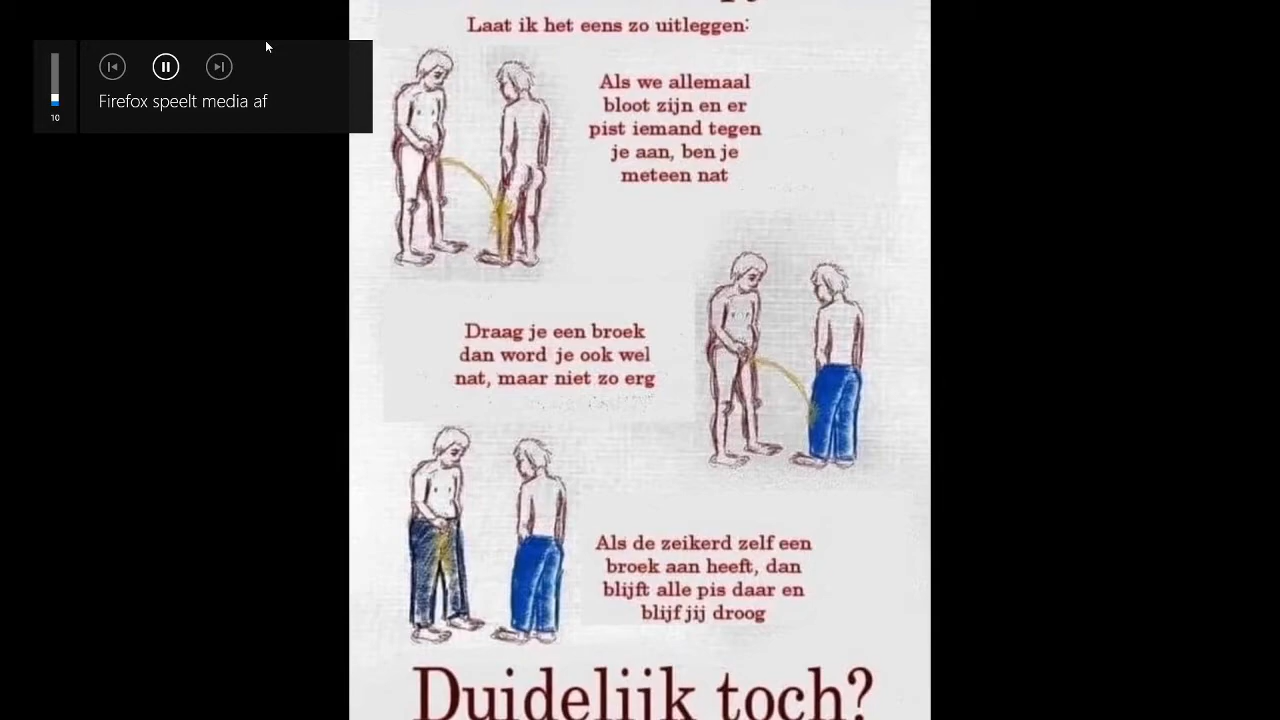 Laat ik het eens zo uitleggen:
10
Firefox speelt media af
Als we allemaal
bloot zijn en er
pist iemand tegen
je aan, ben je
meteen nat
Draag je een broek
dan word je ook wel
nat, maar niet zo erg
Als de zeikerd zelf een
broek aan heeft, dan
blijft alle pis daar en
blijf jij droog
Duidelijk toch?